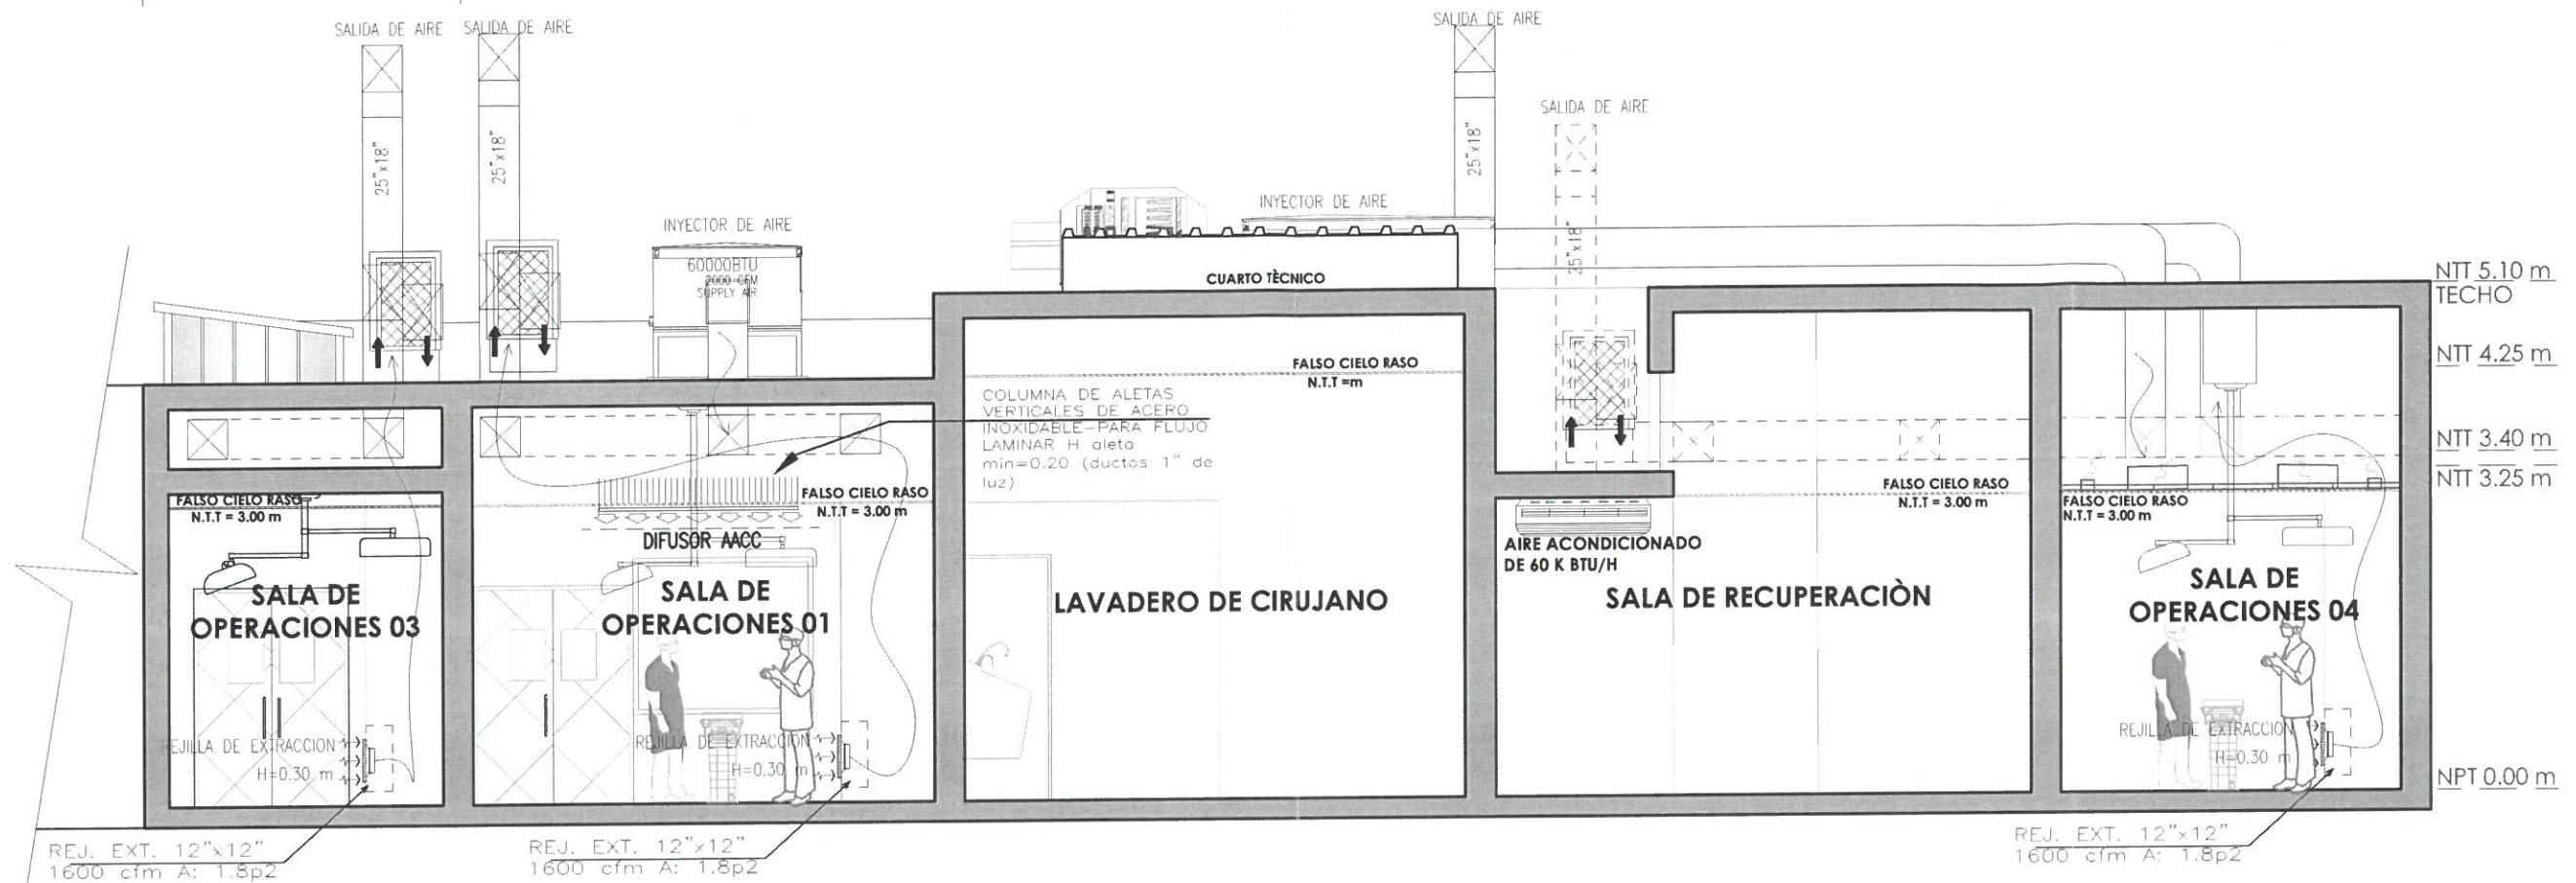 SALIDA DE AIRE
SALIDA DE AIRE
SALIDA DE AIRE
SALIDA DE AIRE
25"x18"
25"x18"
25"x18"
25"x18"
INYECTOR DE AIRE
60000BTU
2000 CFM
SUPPLY AIR
INYECTOR DE AIRE
CUARTO TÈCNICO
NTT 5.10 m
TECHO
NTT 4.25 m
NTT 3.40 m
NTT 3.25 m
NPT 0.00 m
FALSO CIELO RASO
N.T.T =m
COLUMNA DE ALETAS
VERTICALES DE ACERO
INOXIDABLE-PARA FLUJO
LAMINAR H aleta
min=0.20 (ductos 1" de
luz)
FALSO CIELO RASO
N.T.T = 3.00 m
FALSO CIELO RASO
N.T.T = 3.00 m
FALSO CIELO RASO
N.T.T = 3.00 m
FALSO CIELO RASO
N.T.T = 3.00 m
DIFUSOR AACC
AIRE ACONDICIONADO
DE 60 K BTU/H
SALA DE
OPERACIONES 03
SALA DE
OPERACIONES 01
LAVADERO DE CIRUJANO
SALA DE RECUPERACIÒN
SALA DE
OPERACIONES 04
REJILLA DE EXTRACCION
H=0.30 m
REJILLA DE EXTRACCION
H=0.30 m
REJILLA DE EXTRACCION
H=0.30 m
REJ. EXT. 12"x12"
1600 cfm A: 1.8p2
REJ. EXT. 12"x12"
1600 cfm A: 1.8p2
REJ. EXT. 12"x12"
1600 cfm A: 1.8p2